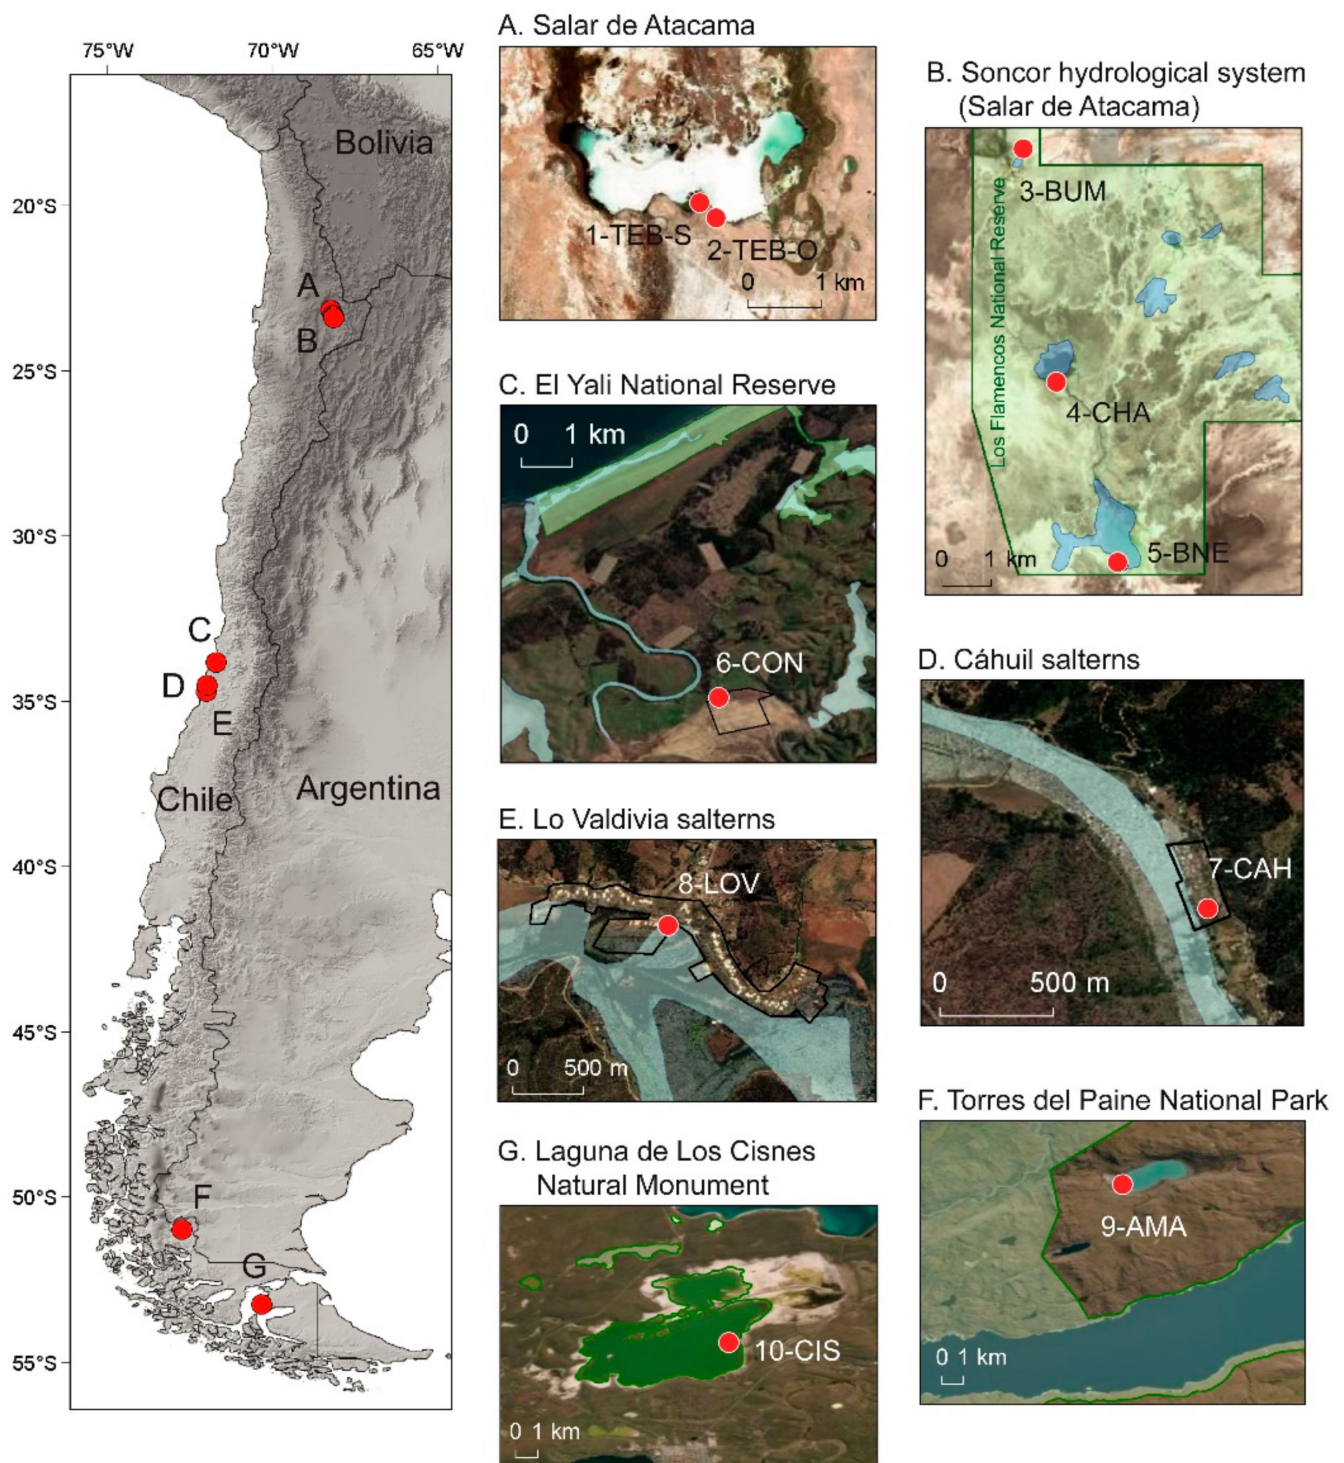 75°W
70°W
65°W
20°S
25°S
30°S
35°S
40°S
45°S
50°S
55°S
Bolivia
A
B
C
D
E
Chile
Argentina
F
G
A. Salar de Atacama
1-TEB-S
2-TEB-O
0 1 km
B. Soncor hydrological system
(Salar de Atacama)
Los Flamencos National Reserve
3-BUM
4-CHA
5-BNE
0 1 km
C. El Yali National Reserve
0 1 km
6-CON
D. Cáhuil salterns
7-CAH
0 500 m
E. Lo Valdivia salterns
8-LOV
0 500 m
F. Torres del Paine National Park
9-AMA
0 1 km
G. Laguna de Los Cisnes
Natural Monument
10-CIS
0 1 km